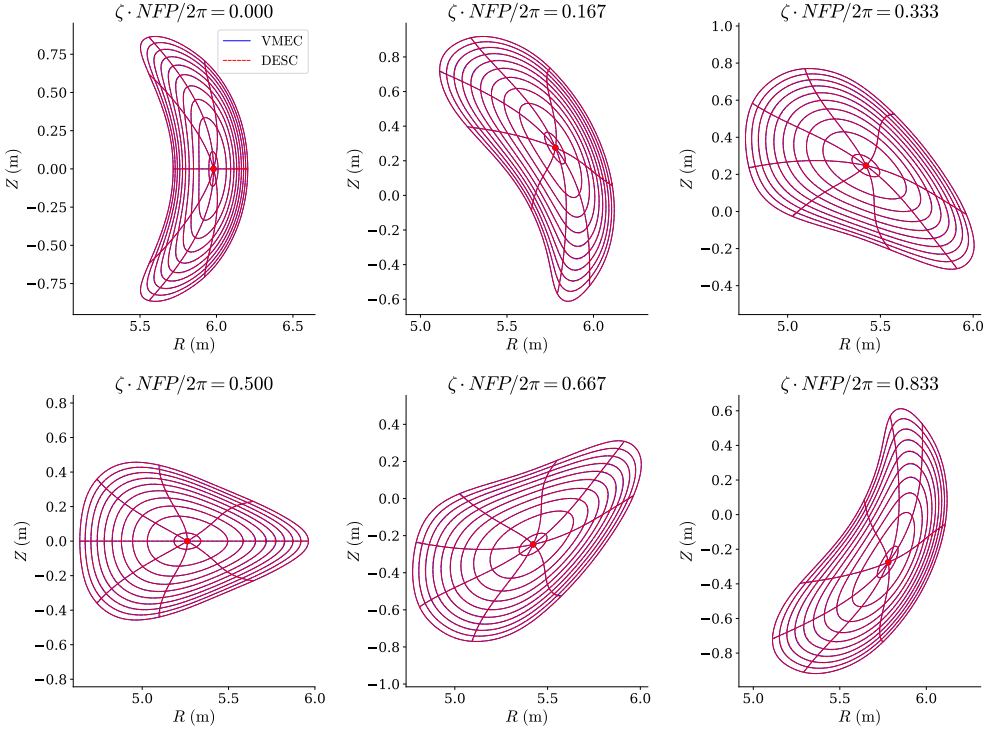 ζ · NFP/2π = 0.000
0.75
0.50
0.25
0.00
−0.25
−0.50
−0.75
Z (m)
5.5 6.0 6.5
R (m)
VMEC
DESC
ζ · NFP/2π = 0.167
0.8
0.6
0.4
0.2
0.0
−0.2
−0.4
−0.6
Z (m)
5.0 5.5 6.0
R (m)
ζ · NFP/2π = 0.333
1.0
0.8
0.6
0.4
0.2
0.0
−0.2
−0.4
Z (m)
5.0 5.5 6.0
R (m)
ζ · NFP/2π = 0.500
0.8
0.6
0.4
0.2
0.0
−0.2
−0.4
−0.6
−0.8
Z (m)
5.0 5.5 6.0
R (m)
ζ · NFP/2π = 0.667
0.4
0.2
0.0
−0.2
−0.4
−0.6
−0.8
−1.0
Z (m)
5.0 5.5 6.0
R (m)
ζ · NFP/2π = 0.833
0.6
0.4
0.2
0.0
−0.2
−0.4
−0.6
−0.8
Z (m)
5.0 5.5 6.0
R (m)